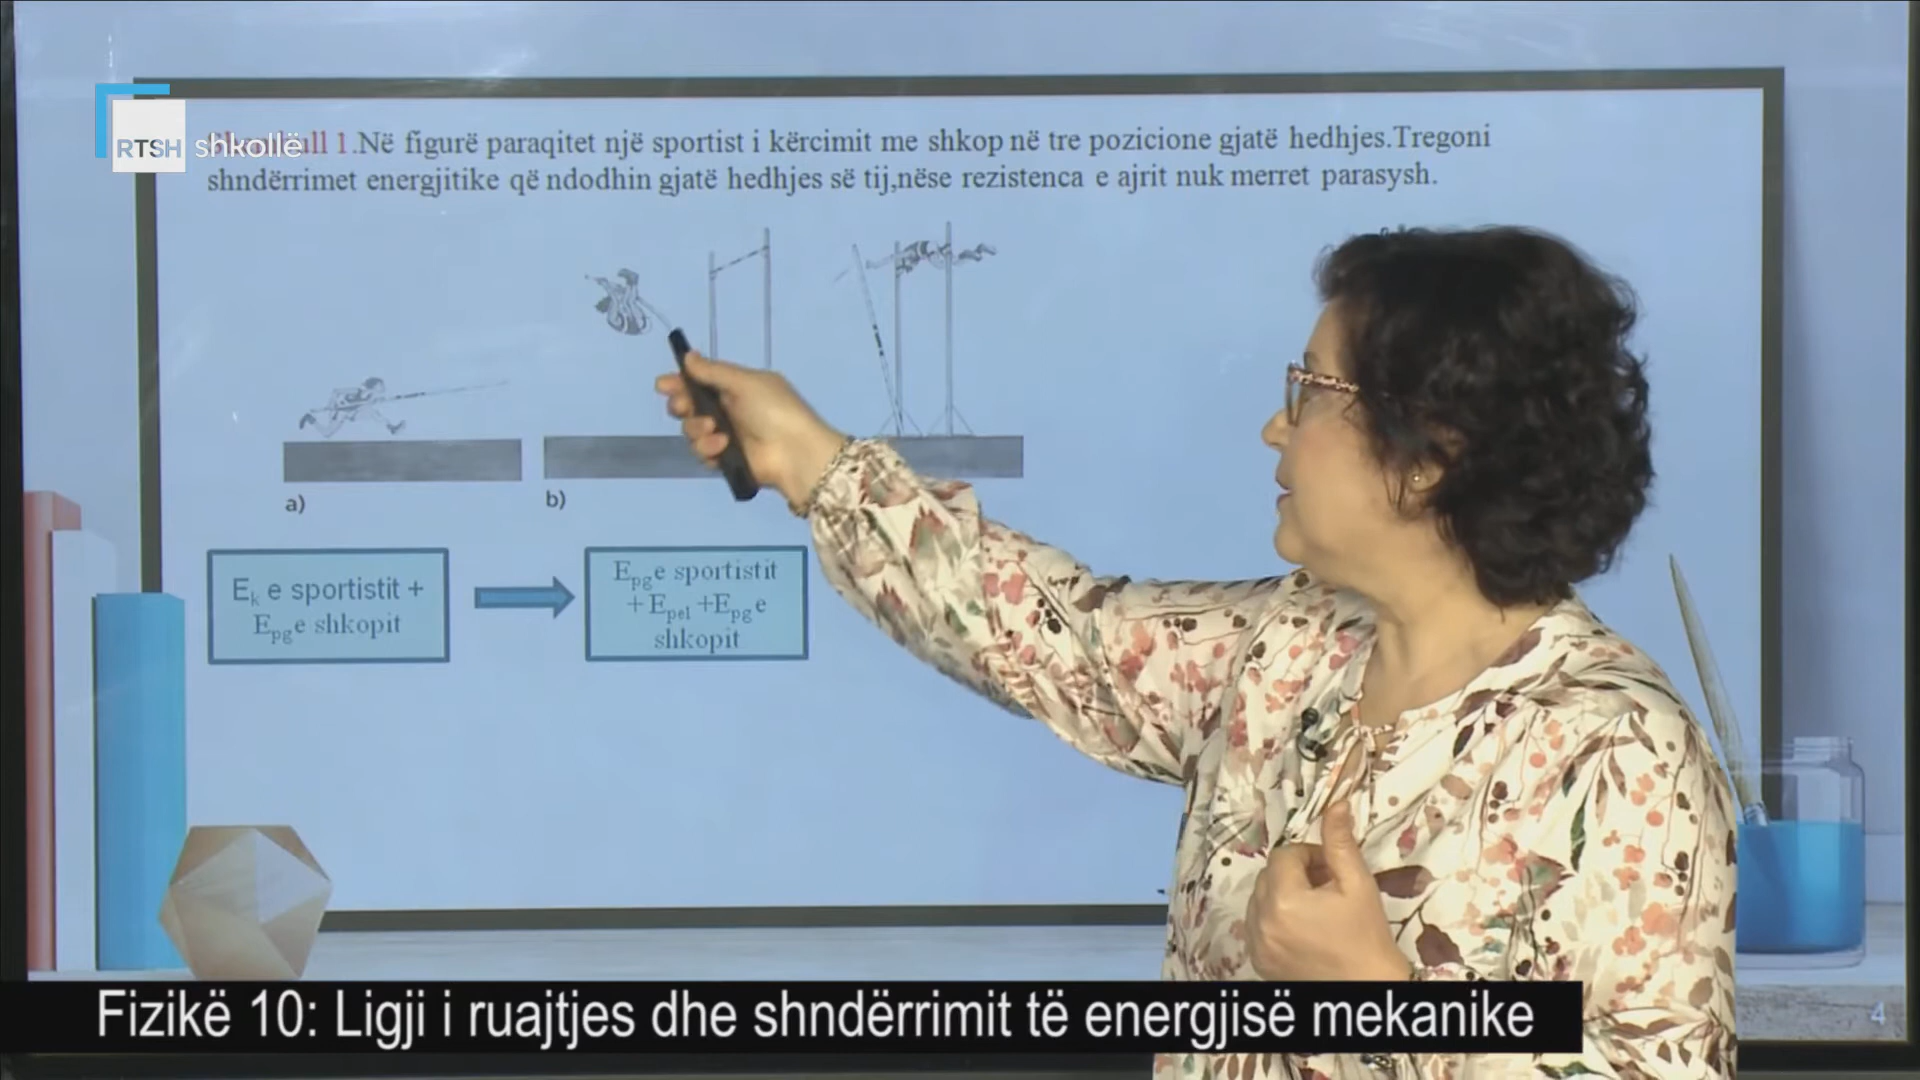 RTSH shkollë
1.Në figurë paraqitet një sportist i kërcimit me shkop në tre pozicione gjatë hedhjes.Tregoni
shndërrimet energjitike që ndodhin gjatë hedhjes së tij,nëse rezistenca e ajrit nuk merret parasysh.
a)
b)
Ek e sportistit +
Epg e shkopit
Epg e sportistit
+ Epel +Epg e
shkopit
Fizikë 10: Ligji i ruajtjes dhe shndërrimit të energjisë mekanike
4